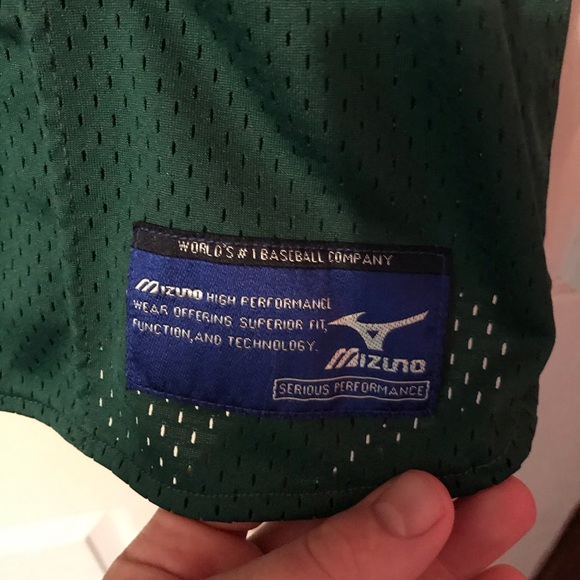 WORLD'S #1 BASEBALL COMPANY
MIZUNO HIGH PERFORMANCE
WEAR OFFERING SUPERIOR FIT,
FUNCTION, AND TECHNOLOGY.
MIZUNO
SERIOUS PERFORMANCE